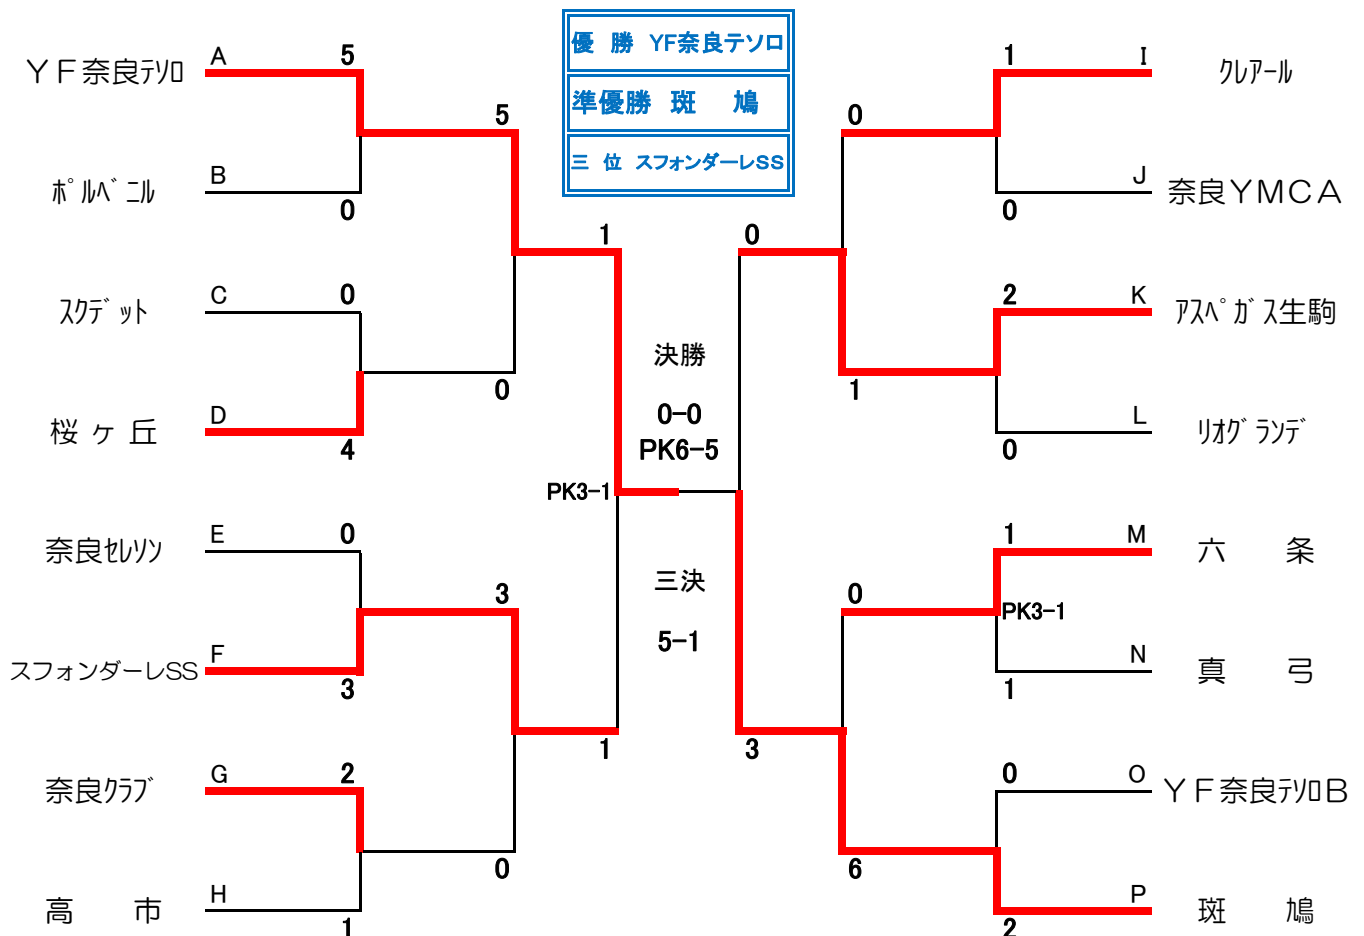 優 勝 YF奈良テソロ
準優勝 斑 鳩
三 位 スフォンダーレSS
A 5
ＹＦ奈良ﾃｿﾛ
5
B
ﾎﾟﾙﾍﾞﾆﾙ
0
1
C 0
ｽｸﾃﾞｯﾄ
0
D
桜ヶ丘
4
PK3-1
E 0
奈良ｾﾚｿﾝ
3
F
スフォンダーレSS
3
1
G 2
奈良ｸﾗﾌﾞ
0
H
高 市
1
決勝
0-0
PK6-5
三決
5-1
1 I
ｸﾚｱｰﾙ
0
J
奈良ＹＭＣＡ
0
0
2 K
ｱｽﾍﾟｶﾞｽ生駒
1
L
ﾘｵｸﾞﾗﾝﾃﾞ
0
1 M
六 条
0
PK3-1
N
真 弓
1
3
0 O
ＹＦ奈良ﾃｿﾛＢ
6
P
斑 鳩
2